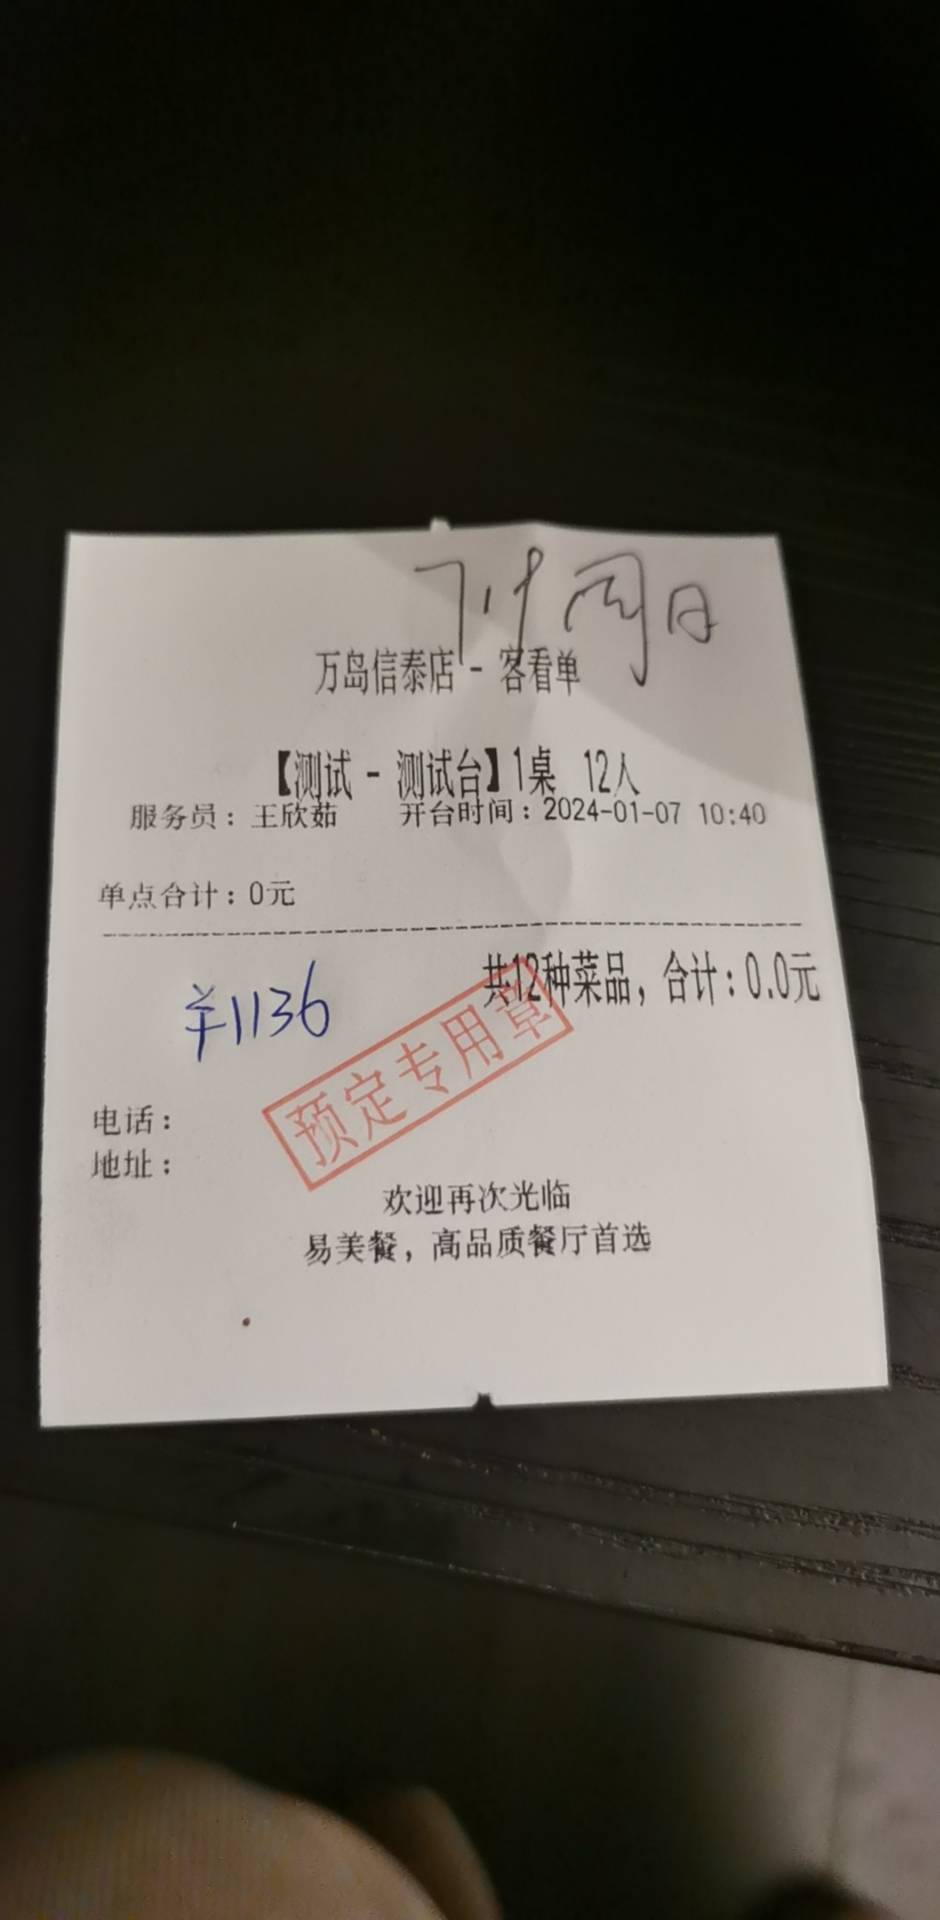 万岛信泰店 - 客看单
【测试 - 测试台】1桌 12人
服务员：王欣茹 开台时间：2024-01-07 10:40
单点合计：0元
共12种菜品，合计：0.0元
¥1136
预定专用章
电话：
地址：
欢迎再次光临
易美餐，高品质餐厅首选